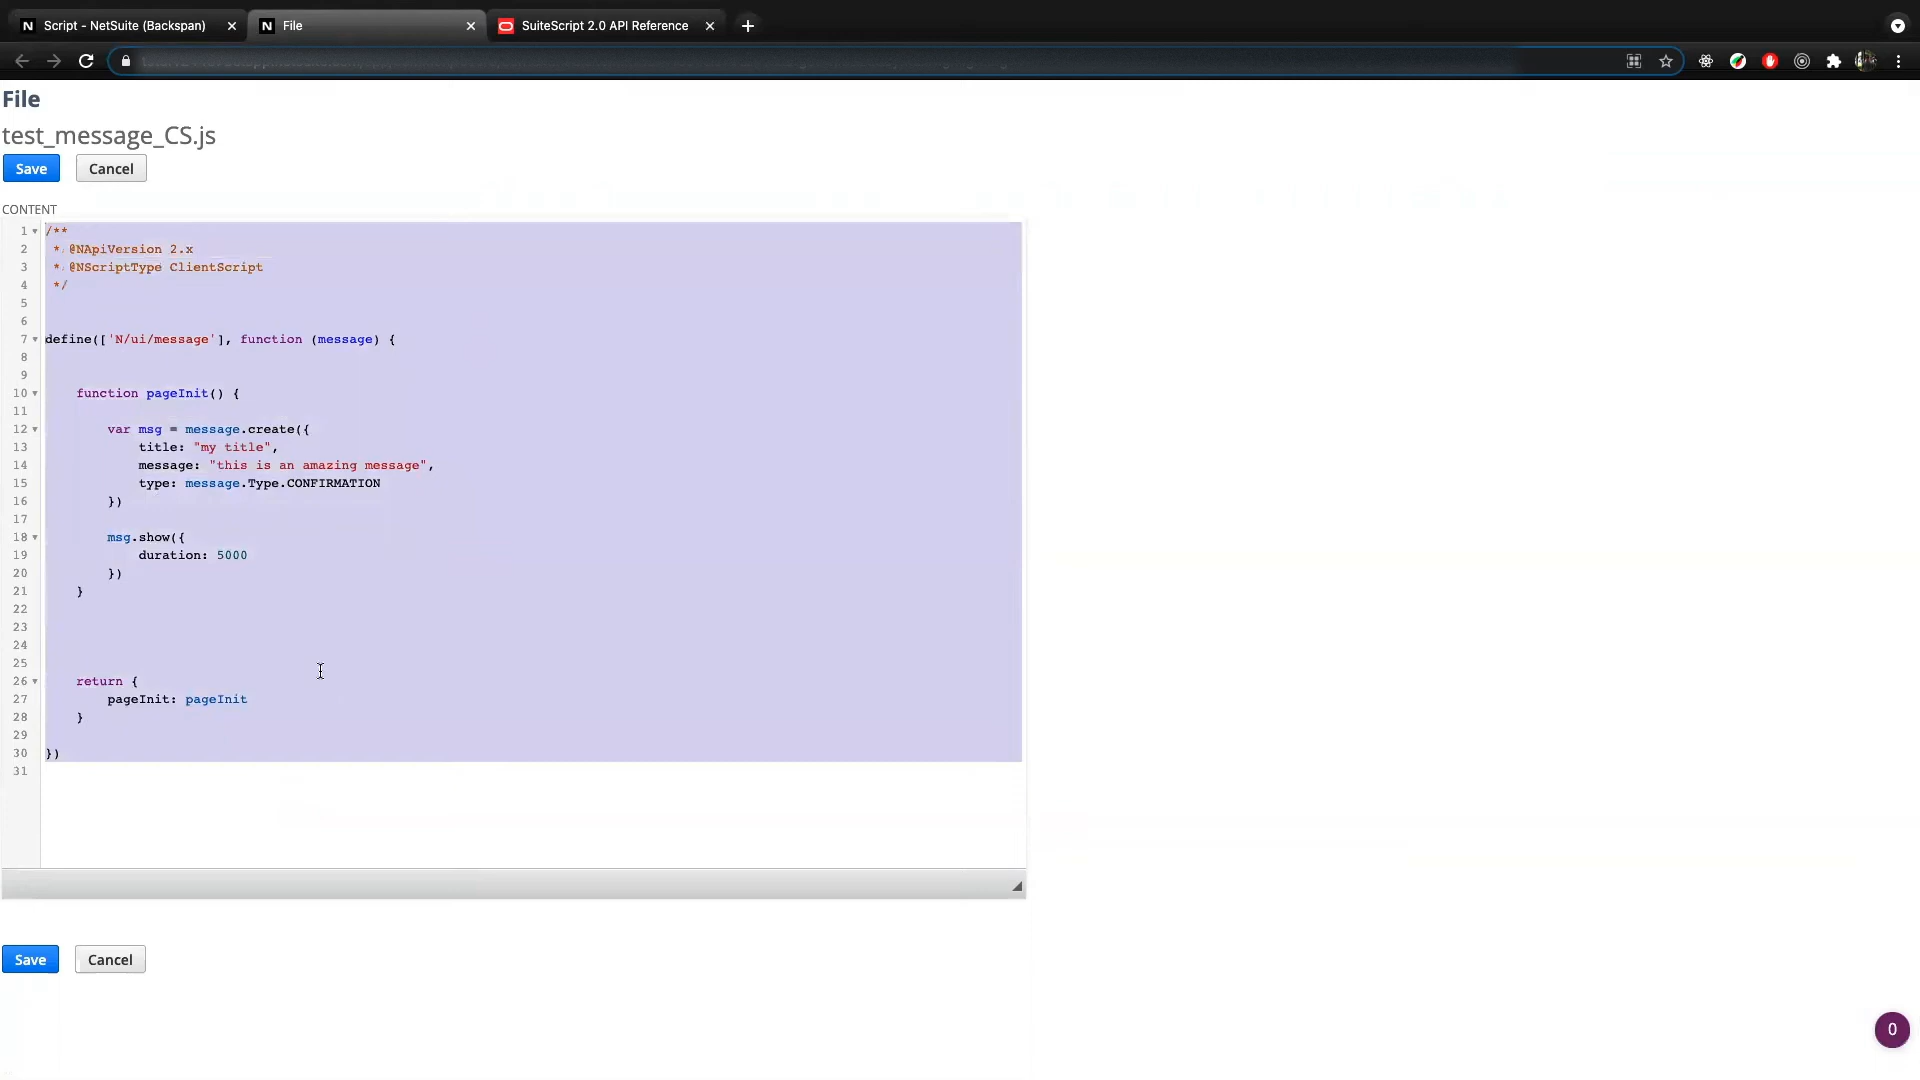 Script - NetSuite (Backspan)
File
SuiteScript 2.0 API Reference
File
test_message_CS.js
Save
Cancel
CONTENT
1 /**
2 * @NApiVersion 2.x
3 * @NScriptType ClientScript
4 */
5
6
7 define(['N/ui/message'], function (message) {
8
9
10 function pageInit() {
11
12 var msg = message.create({
13 title: "my title",
14 message: "this is an amazing message",
15 type: message.Type.CONFIRMATION
16 })
17
18 msg.show({
19 duration: 5000
20 })
21 }
22
23
24
25
26 return {
27 pageInit: pageInit
28 }
29
30 })
31
Save
Cancel
0